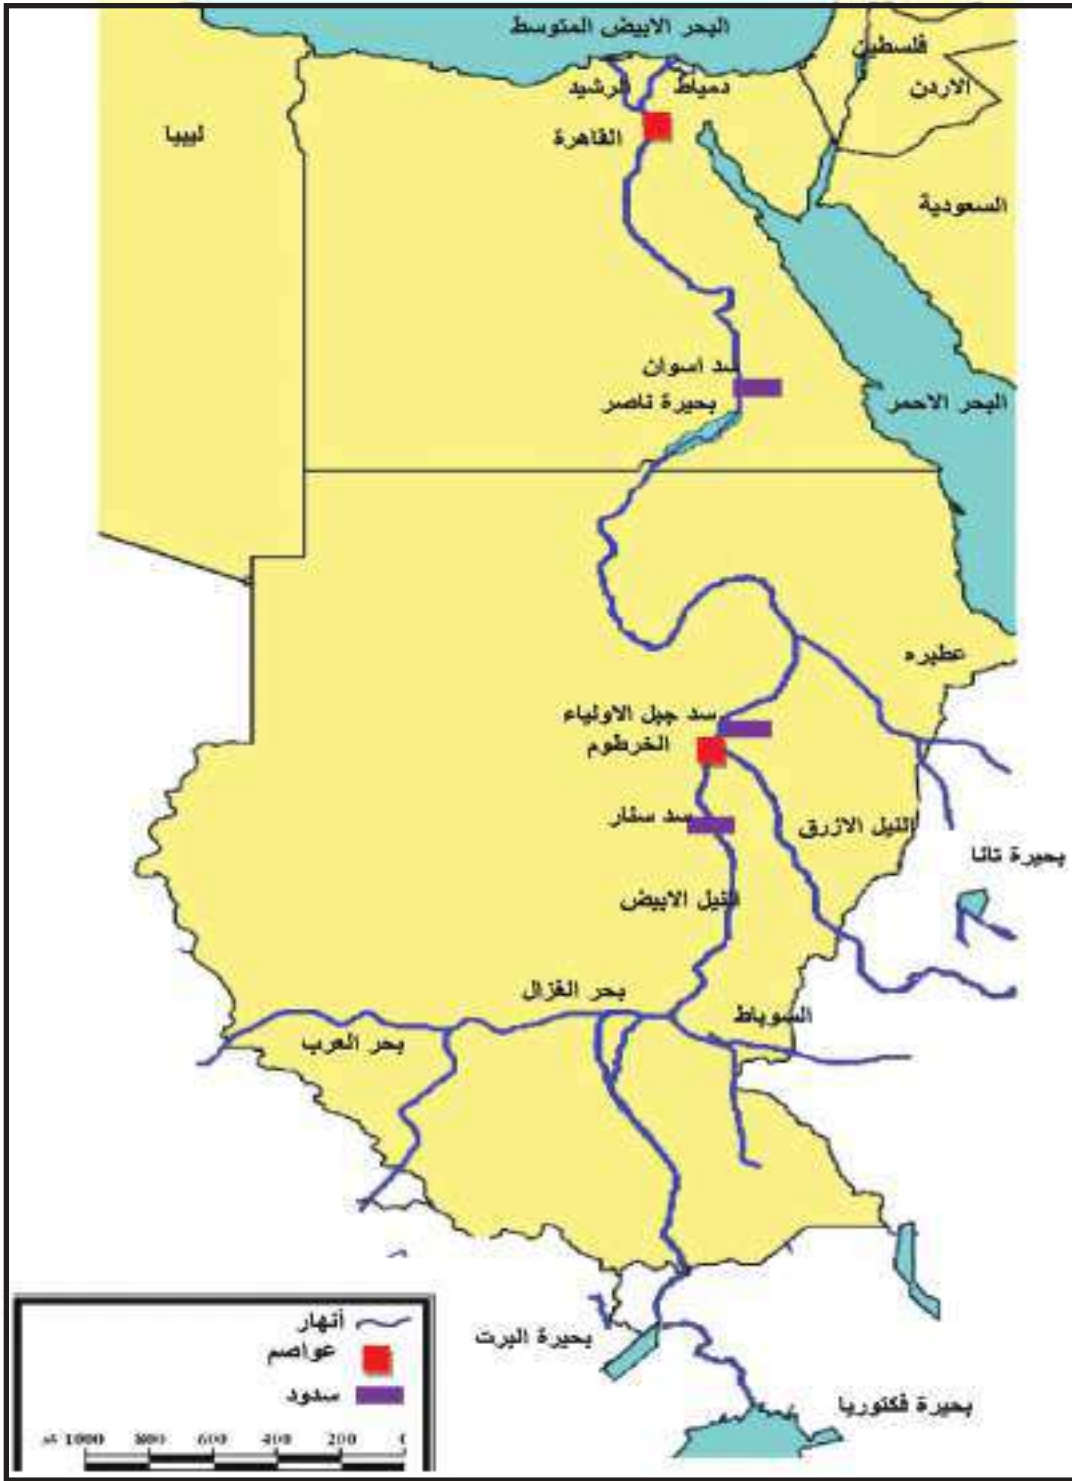 البحر الابيض المتوسط
فلسطين
الاردن
دمياط
الرشيد
القاهرة
ليبيا
السعودية
سد اسوان
بحيرة ناصر
البحر الاحمر
عطبره
سد جبل الاولياء
الخرطوم
سد سنار
النيل الازرق
بحيرة تانا
النيل الابيض
بحر الغزال
السوباط
بحر العرب
بحيرة البرت
بحيرة فكتوريا
أنهار
عواصم
سدود
1000 800 600 400 200 0